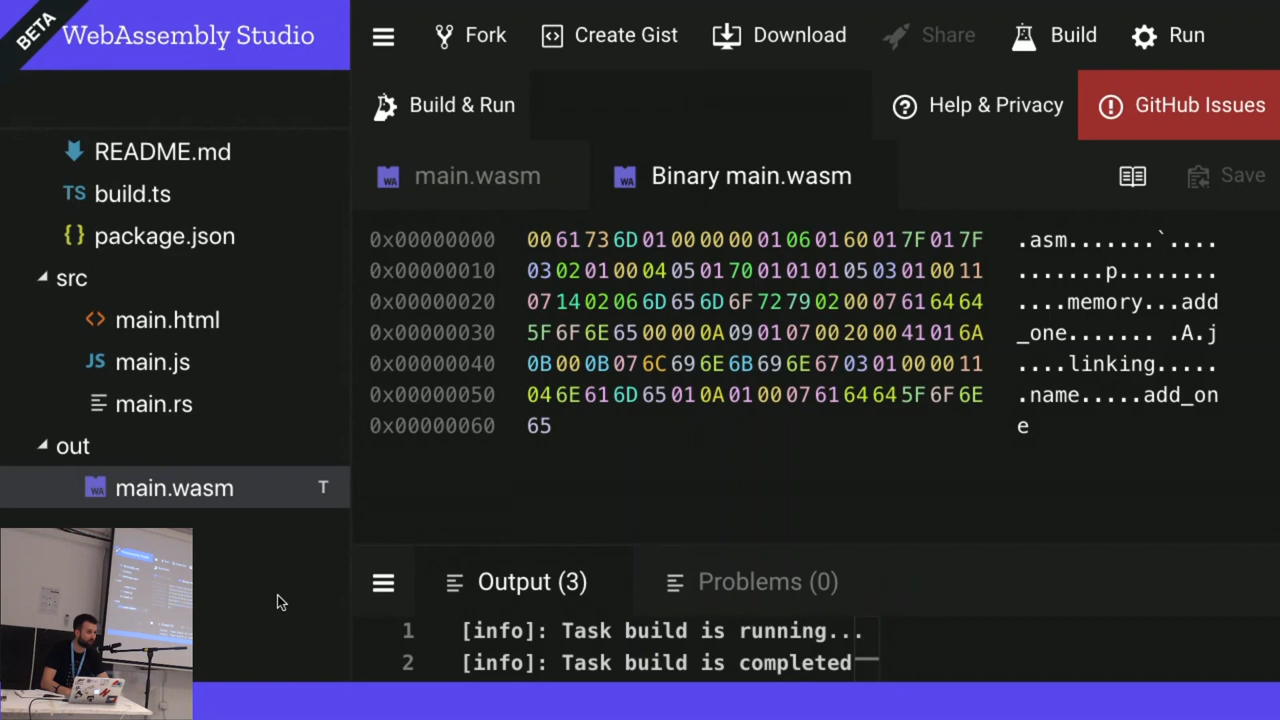 BETA
WebAssembly Studio
Fork
Create Gist
Download
Share
Build
Run
Build & Run
Help & Privacy
GitHub Issues
README.md
TS build.ts
{} package.json
src
<> main.html
JS main.js
main.rs
out
WA main.wasm T
WA main.wasm
WA Binary main.wasm
Save
0x00000000 00 61 73 6D 01 00 00 00 01 06 01 60 01 7F 01 7F .asm.......`....
0x00000010 03 02 01 00 04 05 01 70 01 01 01 05 03 01 00 11 .......p........
0x00000020 07 14 02 06 6D 65 6D 6F 72 79 02 00 07 61 64 64 ....memory...add
0x00000030 5F 6F 6E 65 00 00 0A 09 01 07 00 20 00 41 01 6A _one....... .A.j
0x00000040 0B 00 0B 07 6C 69 6E 6B 69 6E 67 03 01 00 00 11 ....linking.....
0x00000050 04 6E 61 6D 65 01 0A 01 00 07 61 64 64 5F 6F 6E .name.....add_on
0x00000060 65 e
Output (3)
Problems (0)
1 [info]: Task build is running...
2 [info]: Task build is completed